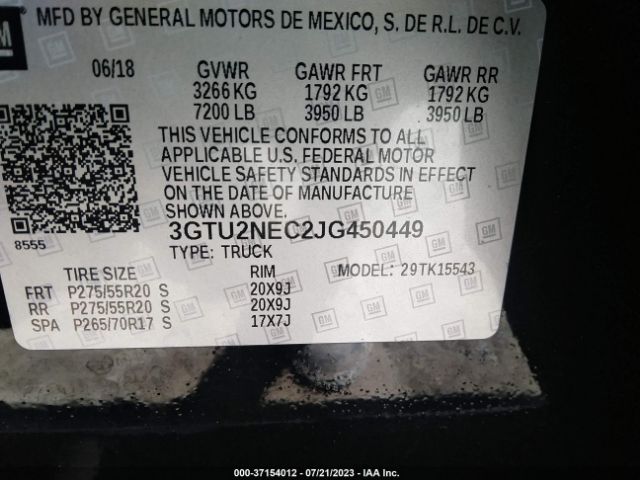 GM MFD BY GENERAL MOTORS DE MEXICO, S. DE R.L. DE C.V.
06/18 GVWR GAWR FRT GAWR RR
3266 KG 1792 KG 1792 KG
7200 LB 3950 LB 3950 LB
THIS VEHICLE CONFORMS TO ALL
APPLICABLE U.S. FEDERAL MOTOR
VEHICLE SAFETY STANDARDS IN EFFECT
ON THE DATE OF MANUFACTURE
SHOWN ABOVE.
8555
3GTU2NEC2JG450449
TYPE: TRUCK MODEL: 29TK15543
TIRE SIZE RIM
FRT P275/55R20 S 20X9J
RR P275/55R20 S 20X9J
SPA P265/70R17 S 17X7J
000-37154012 - 07/21/2023 - IAA Inc.